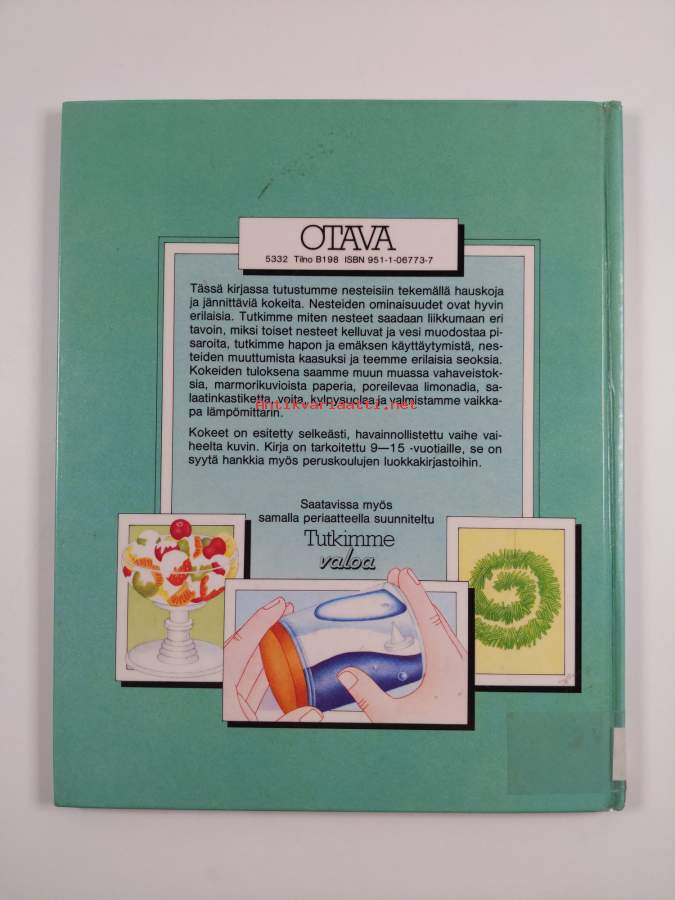 OTAVA
5332 Tilno B198 ISBN 951-1-06773-7
Tässä kirjassa tutustumme nesteisiin tekemällä hauskoja
ja jännittäviä kokeita. Nesteiden ominaisuudet ovat hyvin
erilaisia. Tutkimme miten nesteet saadaan liikkumaan eri
tavoin, miksi toiset nesteet kelluvat ja vesi muodostaa pi-
saroita, tutkimme hapon ja emäksen käyttäytymistä, nes-
teiden muuttumista kaasuksi ja teemme erilaisia seoksia.
Kokeiden tuloksena saamme muun muassa vahaveistok-
sia, marmorikuvioista paperia, poreilevaa limonadia, sa-
laatinkastiketta, voita, kylpysuolaa ja valmistamme vaikka-
Antikvariaatti.net
pa lämpömittarin.
Kokeet on esitetty selkeästi, havainnollistettu vaihe vai-
heelta kuvin. Kirja on tarkoitettu 9—15 -vuotiaille, se on
syytä hankkia myös peruskoulujen luokkakirjastoihin.
Saatavissa myös
samalla periaatteella suunniteltu
Tutkimme
valoa